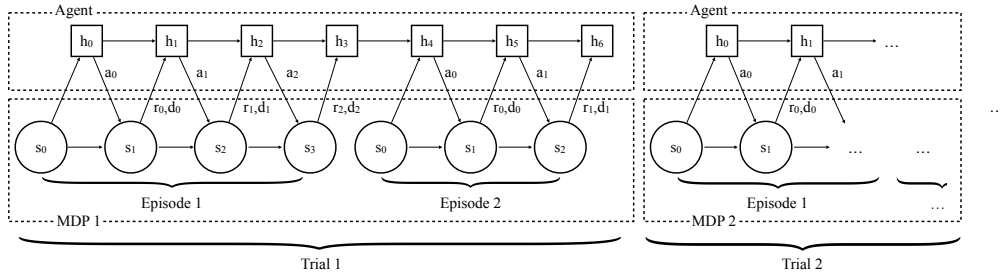 Agent
Agent
h0 h1 h2 h3 h4 h5 h6
h0 h1 ...
a0 a1 a2 a0 a1
a0 a1
r0,d0 r1,d1 r2,d2 r0,d0 r1,d1
r0,d0
...
s0 s1 s2 s3 s0 s1 s2
s0 s1 ... ...
Episode 1 Episode 2
Episode 1 ...
MDP 1
MDP 2
Trial 1
Trial 2